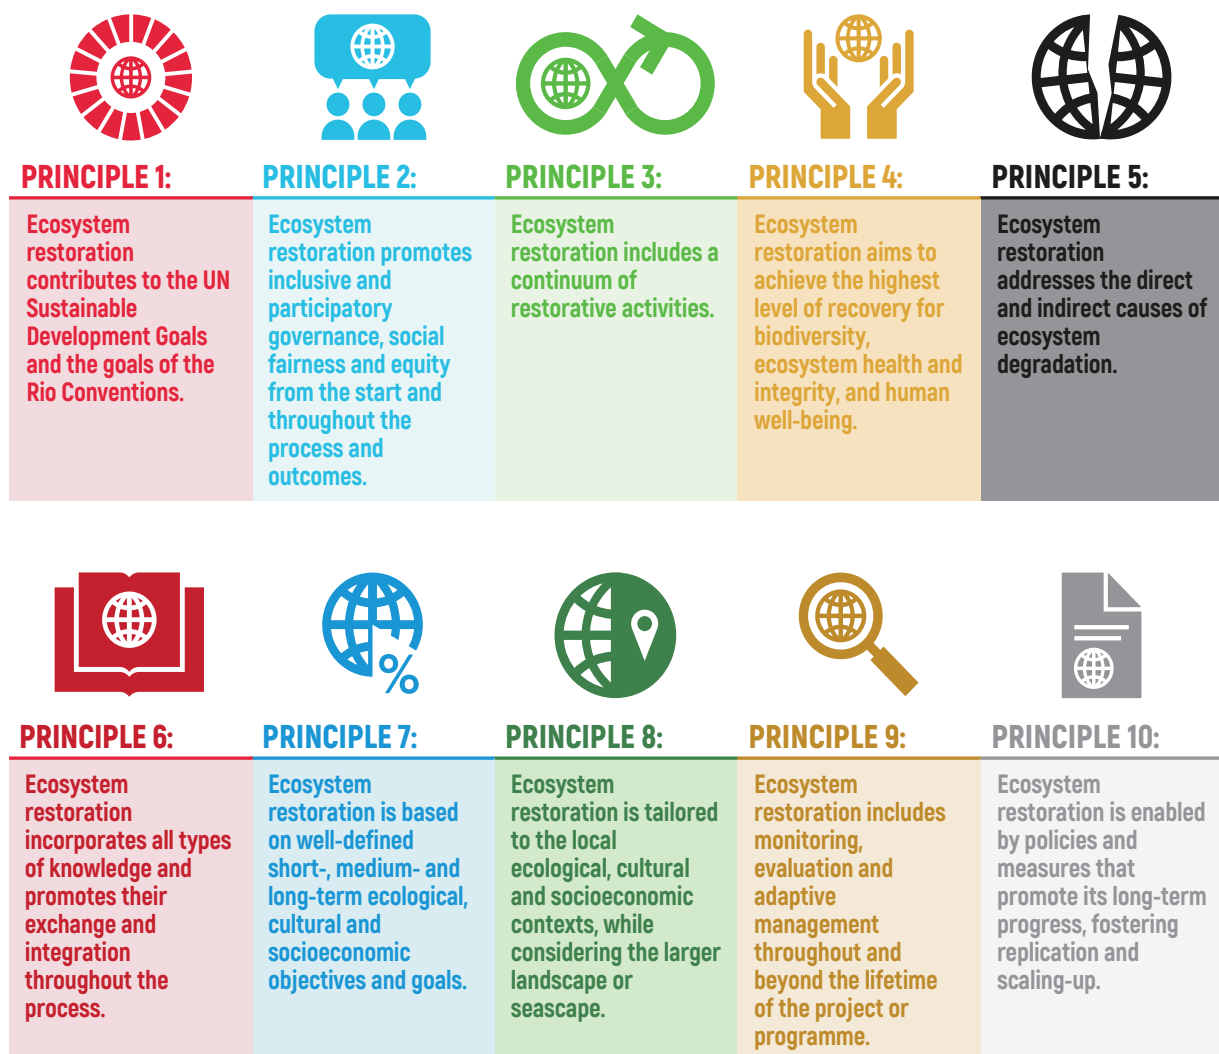 PRINCIPLE 1:
Ecosystem
restoration
contributes to the UN
Sustainable
Development Goals
and the goals of the
Rio Conventions.
PRINCIPLE 2:
Ecosystem
restoration promotes
inclusive and
participatory
governance, social
fairness and equity
from the start and
throughout the
process and
outcomes.
PRINCIPLE 3:
Ecosystem
restoration includes a
continuum of
restorative activities.
PRINCIPLE 4:
Ecosystem
restoration aims to
achieve the highest
level of recovery for
biodiversity,
ecosystem health and
integrity, and human
well-being.
PRINCIPLE 5:
Ecosystem
restoration
addresses the direct
and indirect causes of
ecosystem
degradation.
PRINCIPLE 6:
Ecosystem
restoration
incorporates all types
of knowledge and
promotes their
exchange and
integration
throughout the
process.
%
PRINCIPLE 7:
Ecosystem
restoration is based
on well-defined
short-, medium- and
long-term ecological,
cultural and
socioeconomic
objectives and goals.
PRINCIPLE 8:
Ecosystem
restoration is tailored
to the local
ecological, cultural
and socioeconomic
contexts, while
considering the larger
landscape or
seascape.
PRINCIPLE 9:
Ecosystem
restoration includes
monitoring,
evaluation and
adaptive
management
throughout and
beyond the lifetime
of the project or
programme.
PRINCIPLE 10:
Ecosystem
restoration is enabled
by policies and
measures that
promote its long-term
progress, fostering
replication and
scaling-up.